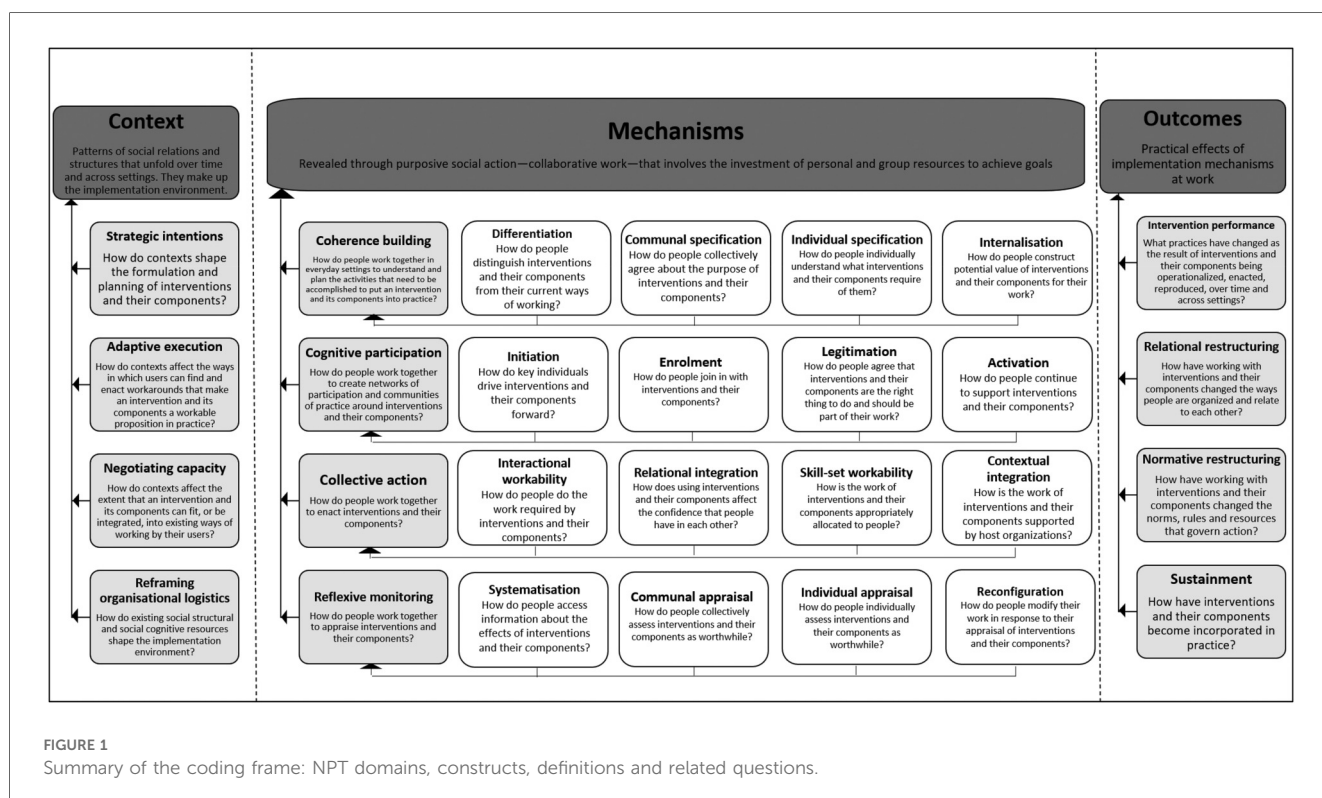 Context
Patterns of social relations and
structures that unfold over time
and across settings. They make up
the implementation environment.
Strategic intentions
How do contexts shape
the formulation and
planning of interventions
and their components?
Adaptive execution
How do contexts affect the ways
in which users can find and
enact workarounds that make
an intervention and its
components a workable
proposition in practice?
Negotiating capacity
How do contexts affect the
extent that an intervention and
its components can fit, or be
integrated, into existing ways of
working by their users?
Reframing
organisational logistics
How do existing social structural
and social cognitive resources
shape the implementation
environment?
Mechanisms
Revealed through purposive social action—collaborative work—that involves the investment of personal and group resources to achieve goals
Coherence building
How do people work together in
everyday settings to understand and
plan the activities that need to be
accomplished to put an intervention
and its components into practice?
Differentiation
How do people
distinguish interventions
and their components
from their current ways
of working?
Communal specification
How do people collectively
agree about the purpose of
interventions and their
components?
Individual specification
How do people individually
understand what interventions
and their components require
of them?
Internalisation
How do people construct
potential value of interventions
and their components for their
work?
Cognitive participation
How do people work together
to create networks of
participation and communities
of practice around interventions
and their components?
Initiation
How do key individuals
drive interventions and
their components
forward?
Enrolment
How do people join in with
interventions and their
components?
Legitimation
How do people agree that
interventions and their
components are the right
thing to do and should be
part of their work?
Activation
How do people continue
to support interventions
and their components?
Collective action
How do people work together
to enact interventions and their
components?
Interactional
workability
How do people do the
work required by
interventions and their
components?
Relational integration
How does using interventions
and their components affect
the confidence that people
have in each other?
Skill-set workability
How is the work of
interventions and their
components appropriately
allocated to people?
Contextual
integration
How is the work of
interventions and their
components supported
by host organizations?
Reflexive monitoring
How do people work together
to appraise interventions and
their components?
Systematisation
How do people access
information about the
effects of interventions
and their components?
Communal appraisal
How do people collectively
assess interventions and their
components as worthwhile?
Individual appraisal
How do people individually
assess interventions and
their components as
worthwhile?
Reconfiguration
How do people modify their
work in response to their
appraisal of interventions
and their components?
Outcomes
Practical effects of
implementation mechanisms
at work
Intervention performance
What practices have changed as
the result of interventions and
their components being
operationalized, enacted,
reproduced, over time and
across settings?
Relational restructuring
How have working with
interventions and their
components changed the ways
people are organized and relate
to each other?
Normative restructuring
How have working with
interventions and their
components changed the
norms, rules and resources
that govern action?
Sustainment
How have interventions
and their components
become incorporated in
practice?
FIGURE 1
Summary of the coding frame: NPT domains, constructs, definitions and related questions.